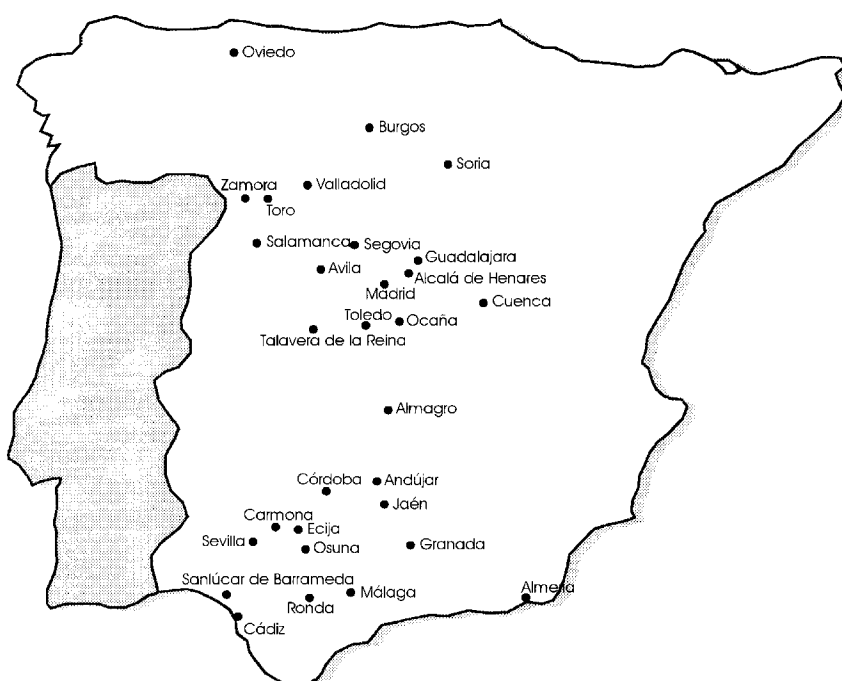 Oviedo
Burgos
Soria
Zamora
Valladolid
Toro
Salamanca
Segovia
Guadalajara
Avila
Alcalá de Henares
Madrid
Cuenca
Toledo
Ocaña
Talavera de la Reina
Almagro
Córdoba
Andújar
Jaén
Carmona
Ecija
Sevilla
Osuna
Granada
Sanlúcar de Barrameda
Málaga
Almería
Ronda
Cádiz